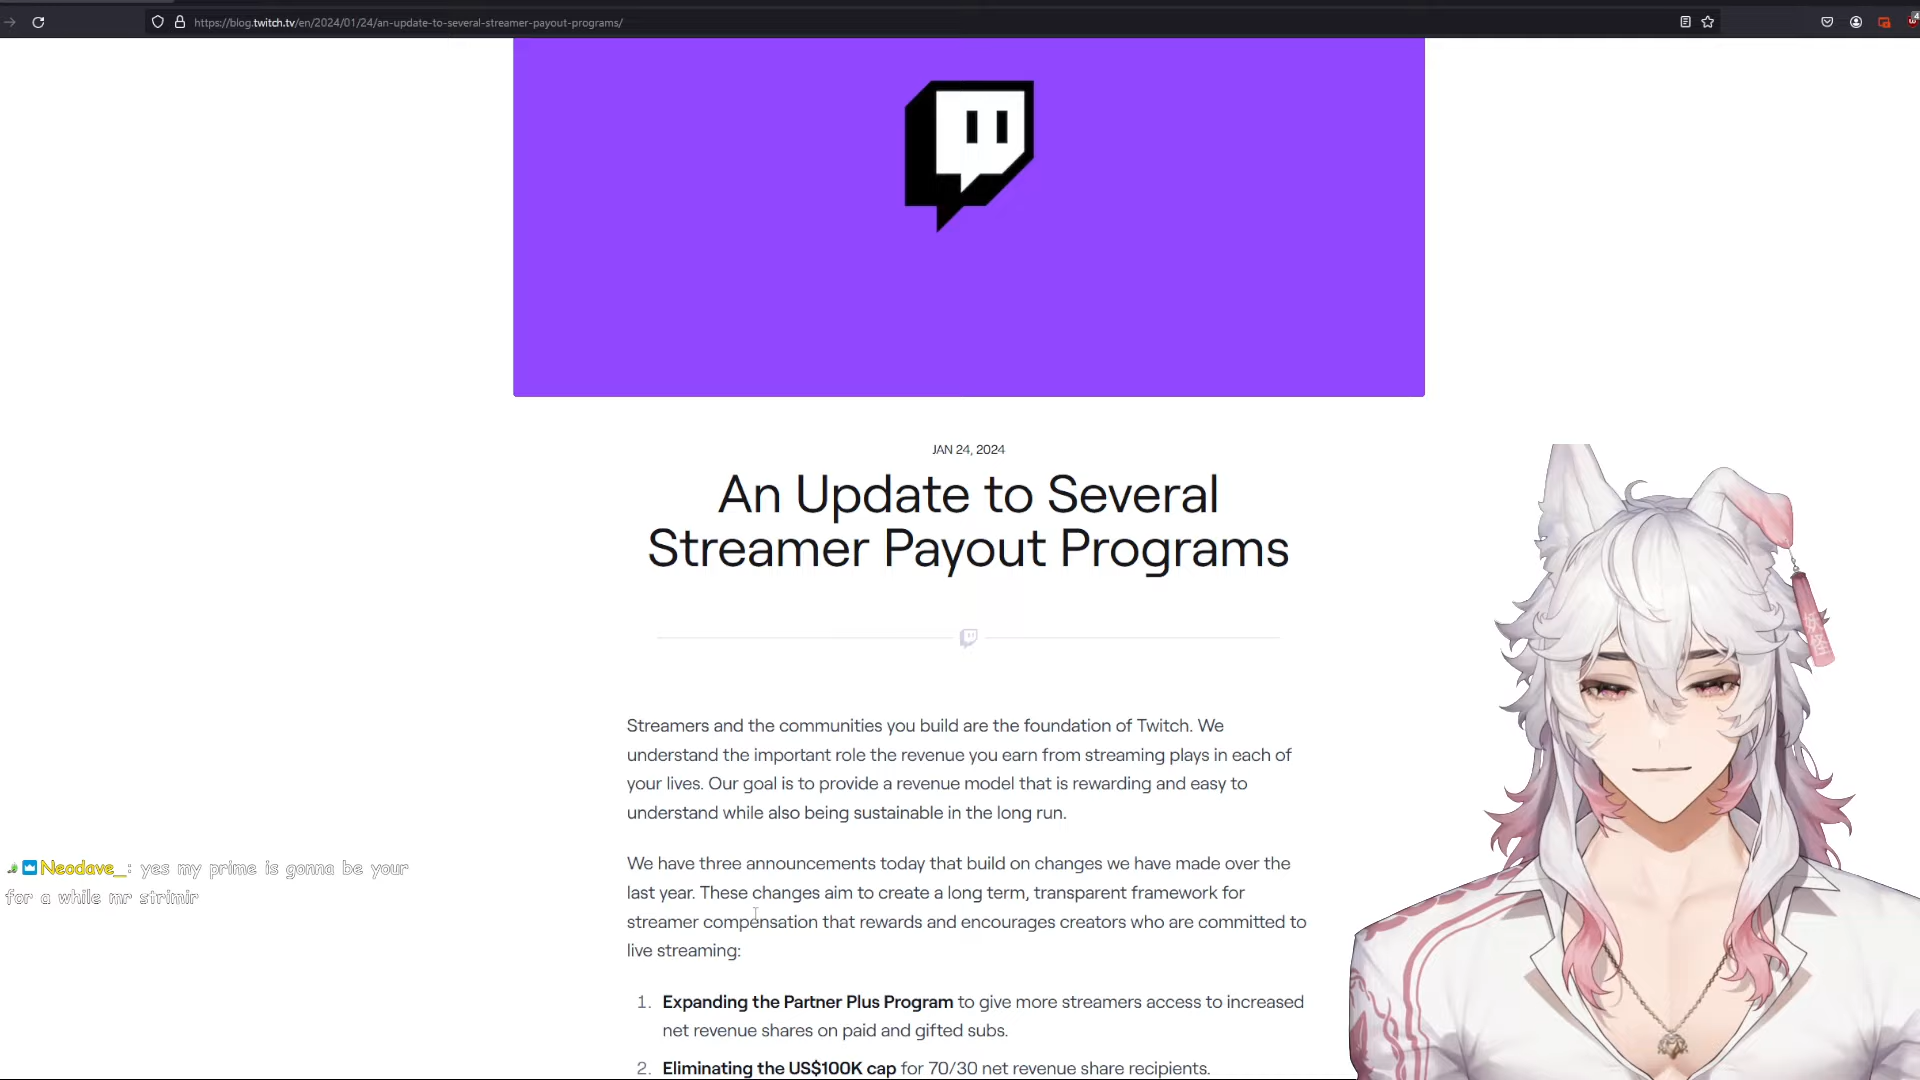 https://blog.twitch.tv/en/2024/01/24/an-update-to-several-streamer-payout-programs/
4
JAN 24, 2024
An Update to Several
Streamer Payout Programs
妖怪
Streamers and the communities you build are the foundation of Twitch. We
understand the important role the revenue you earn from streaming plays in each of
your lives. Our goal is to provide a revenue model that is rewarding and easy to
understand while also being sustainable in the long run.
We have three announcements today that build on changes we have made over the
last year. These changes aim to create a long term, transparent framework for
streamer compensation that rewards and encourages creators who are committed to
live streaming:
1. Expanding the Partner Plus Program to give more streamers access to increased
net revenue shares on paid and gifted subs.
2. Eliminating the US$100K cap for 70/30 net revenue share recipients.
Neodave_: yes my prime is gonna be your
for a while mr strimir